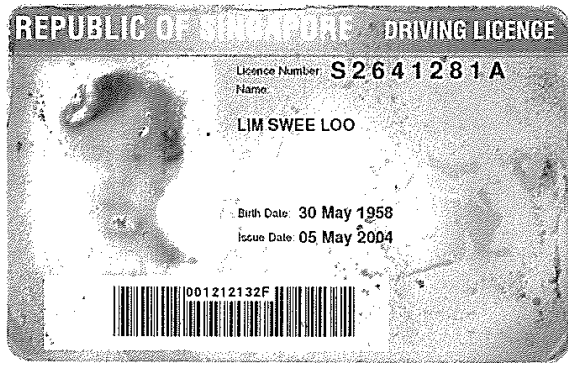 REPUBLIC OF SINGAPORE DRIVING LICENCE
Licence Number: S2641281A
Name:
LIM SWEE LOO
Birth Date: 30 May 1958
Issue Date: 05 May 2004
001212132F